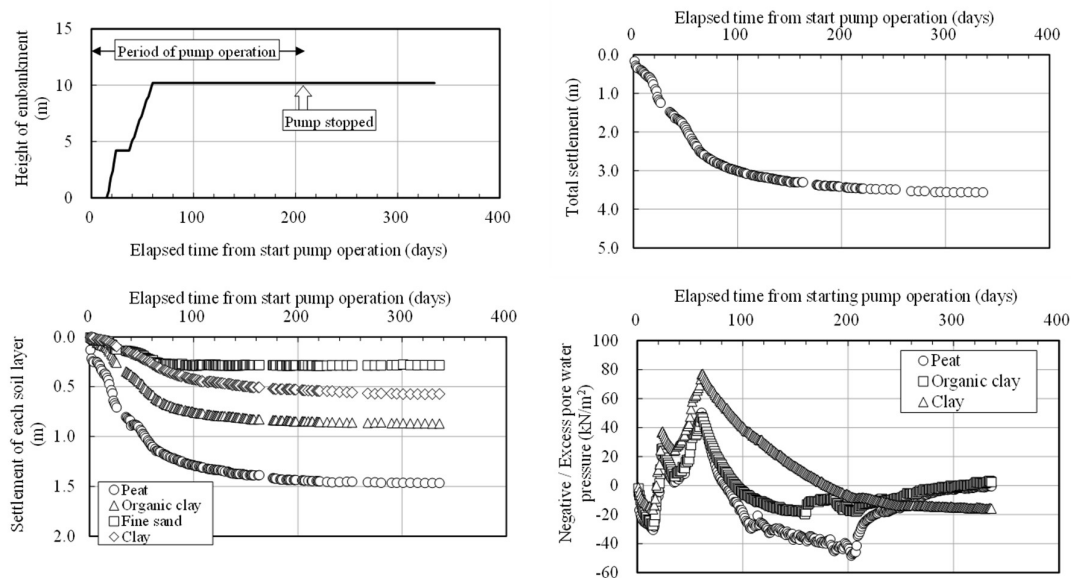 15
10
5
0
Height of embankment
(m)
Period of pump operation
Pump stopped
0
100
200
300
400
Elapsed time from start pump operation (days)
Elapsed time from start pump operation (days)
0
100
200
300
400
0.0
1.0
2.0
3.0
4.0
5.0
Total settlement (m)
Elapsed time from start pump operation (days)
0
100
200
300
400
0.0
0.5
1.0
1.5
2.0
Settlement of each soil layer
(m)
Peat
Organic clay
Fine sand
Clay
Elapsed time from starting pump operation (days)
0
100
200
300
400
100
80
60
40
20
0
-20
-40
-60
Negative / Excess pore water
pressure (kN/m²)
Peat
Organic clay
Clay